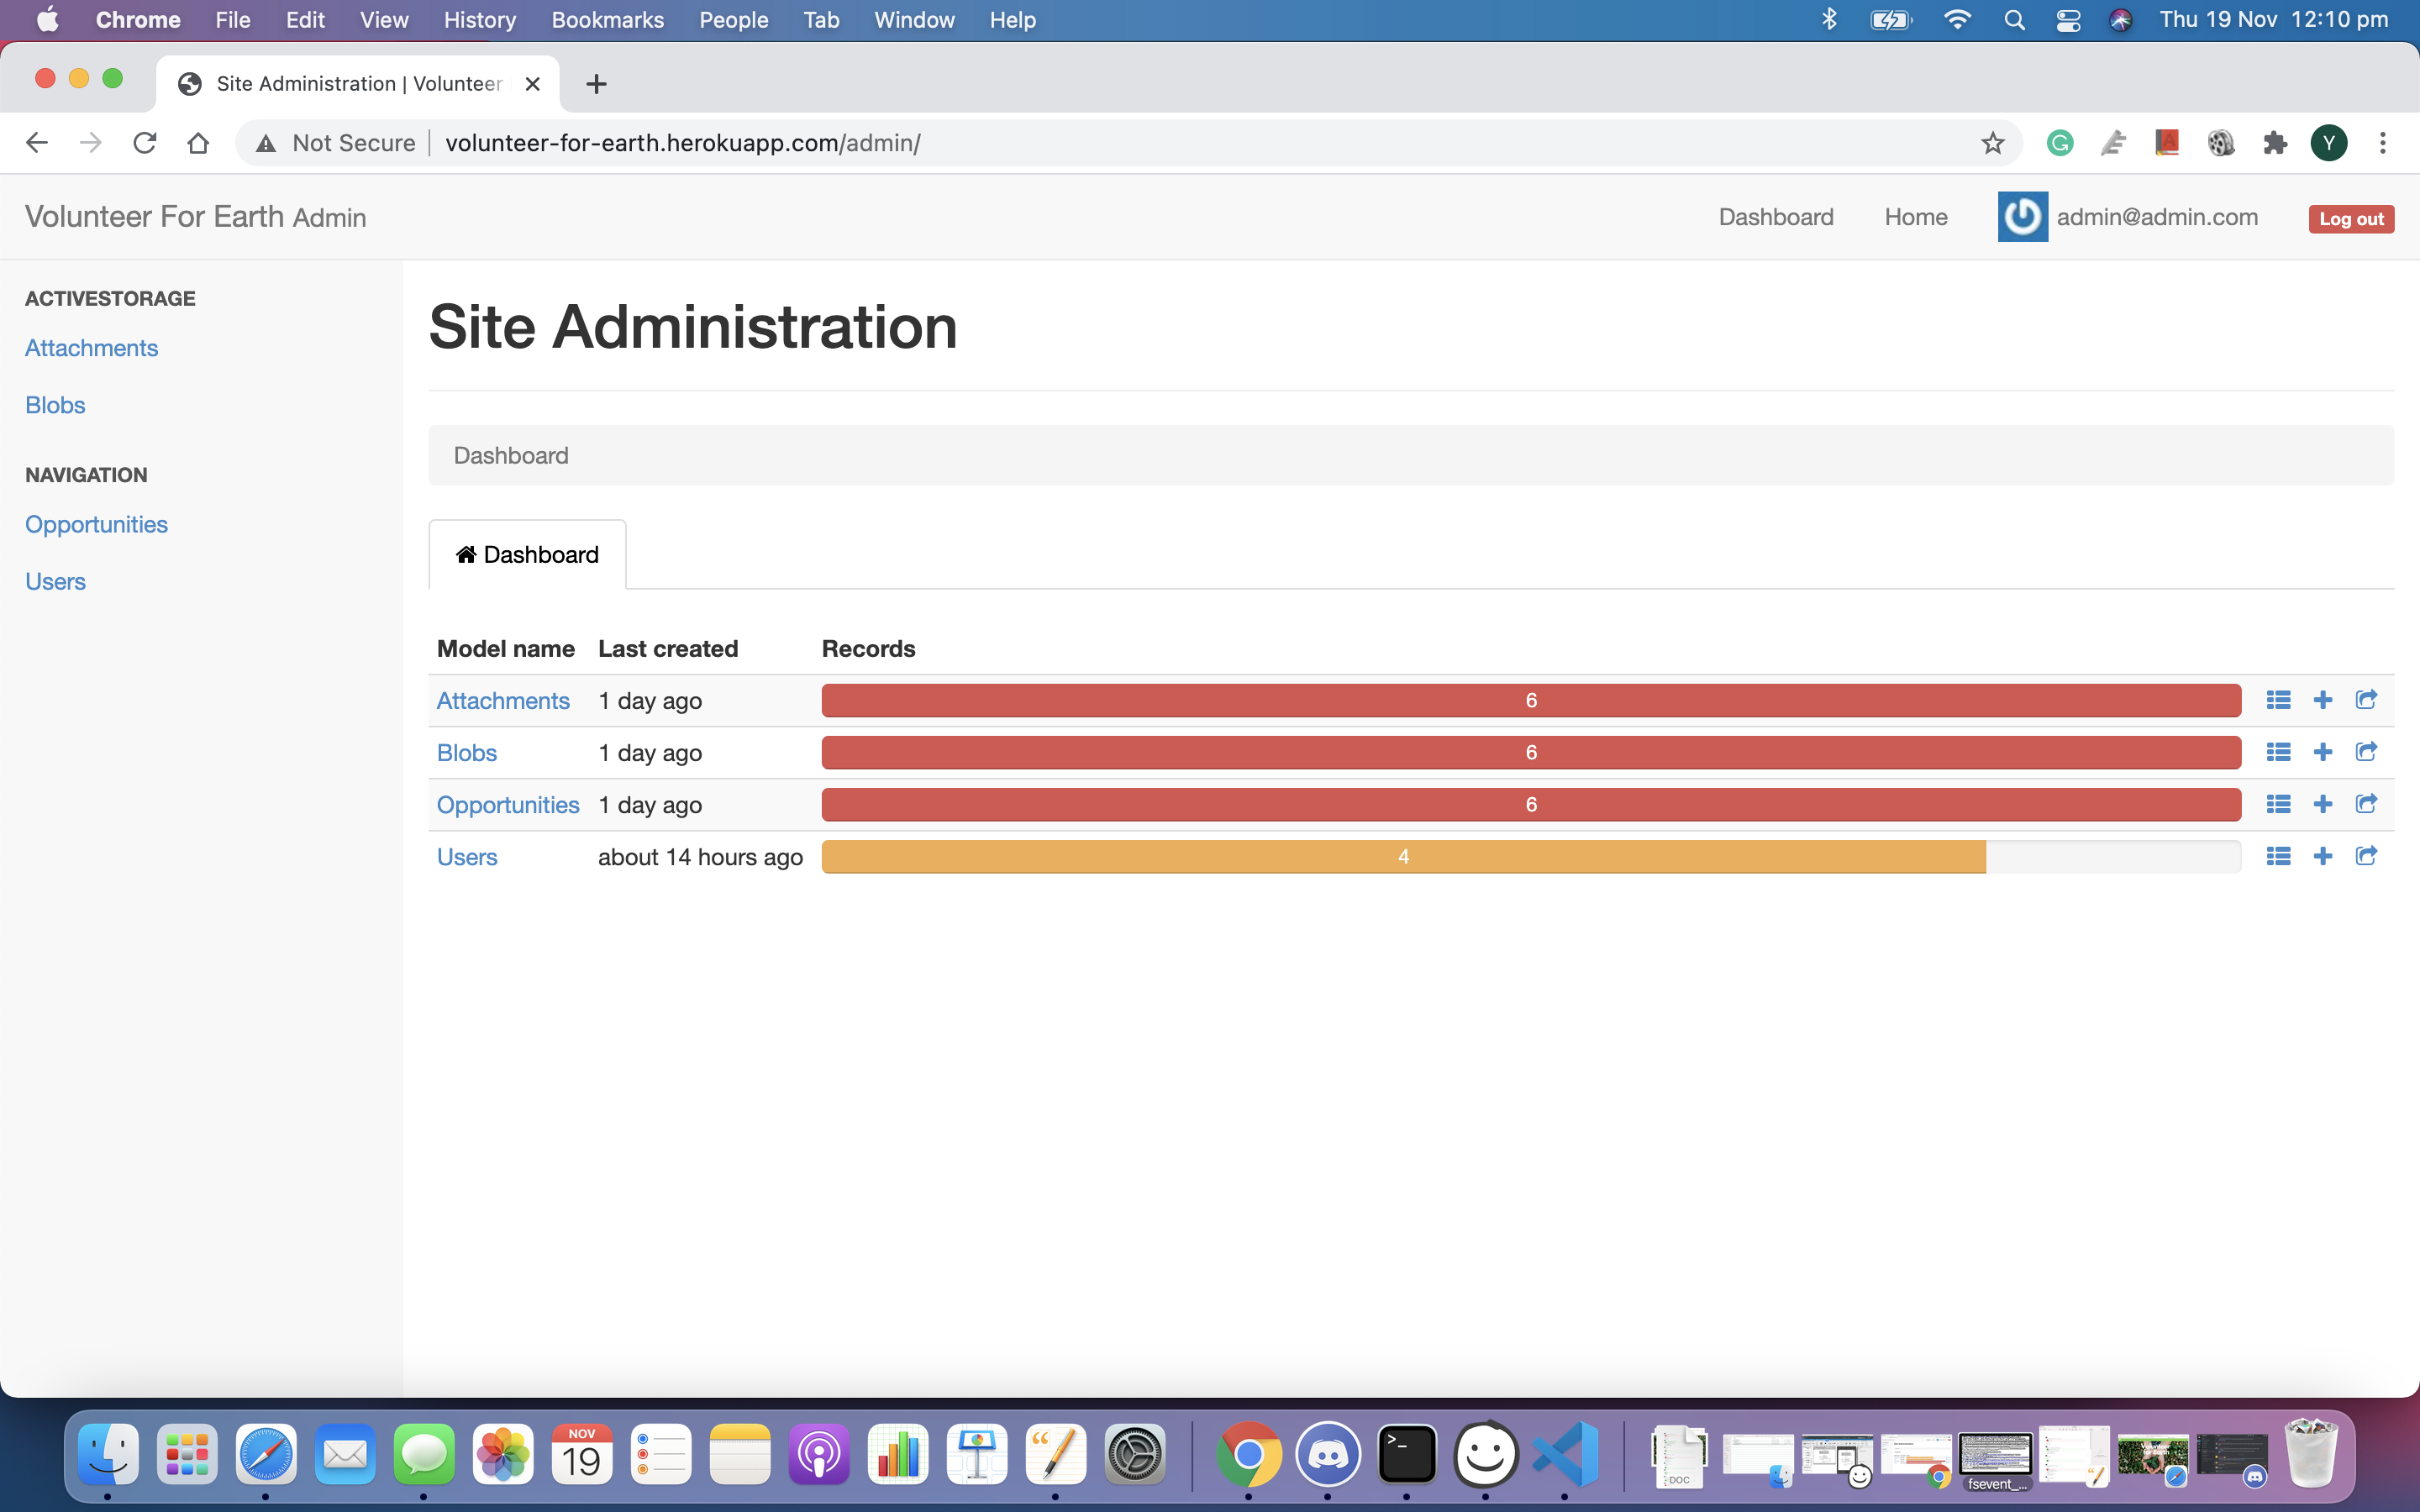 Chrome File Edit View History Bookmarks People Tab Window Help Thu 19 Nov 12:10 pm
Site Administration | Volunteer
Not Secure volunteer-for-earth.herokuapp.com/admin/ Y
Volunteer For Earth Admin Dashboard Home admin@admin.com Log out
ACTIVESTORAGE
Attachments
Blobs
NAVIGATION
Opportunities
Users
Site Administration
Dashboard
Dashboard
Model name Last created Records
Attachments 1 day ago 6
Blobs 1 day ago 6
Opportunities 1 day ago 6
Users about 14 hours ago 4
NOV
19
DOC
fsevent_...